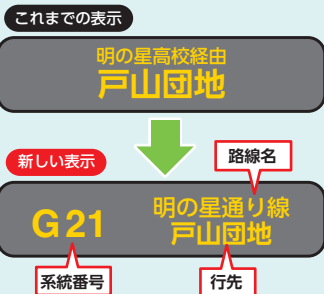 これまでの表示
明の星高校経由
戸山団地
新しい表示
路線名
G21
明の星通り線
戸山団地
系統番号
行先